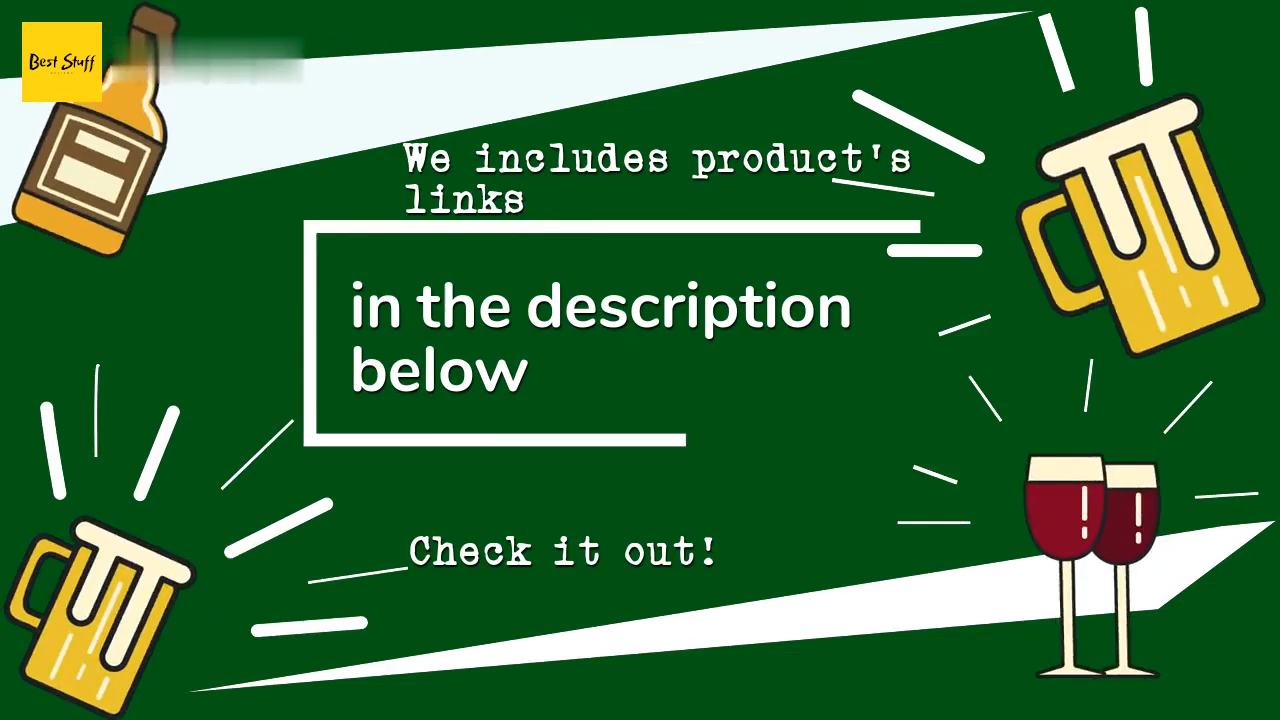 Best Stuff
We includes product's
links
in the description
below
Check it out!